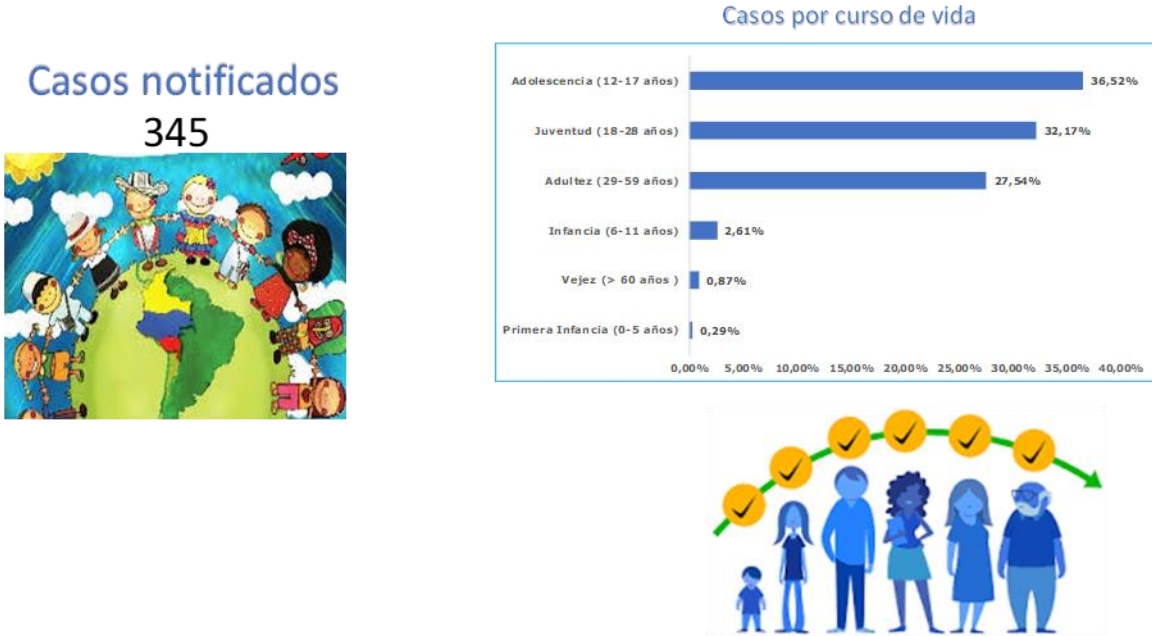 Casos notificados
345
Casos por curso de vida
Adolescencia (12-17 años) 36,52%
Juventud (18-28 años) 32,17%
Adultez (29-59 años) 27,54%
Infancia (6-11 años) 2,61%
Vejez (> 60 años ) 0,87%
Primera Infancia (0-5 años) 0,29%
0,00% 5,00% 10,00% 15,00% 20,00% 25,00% 30,00% 35,00% 40,00%